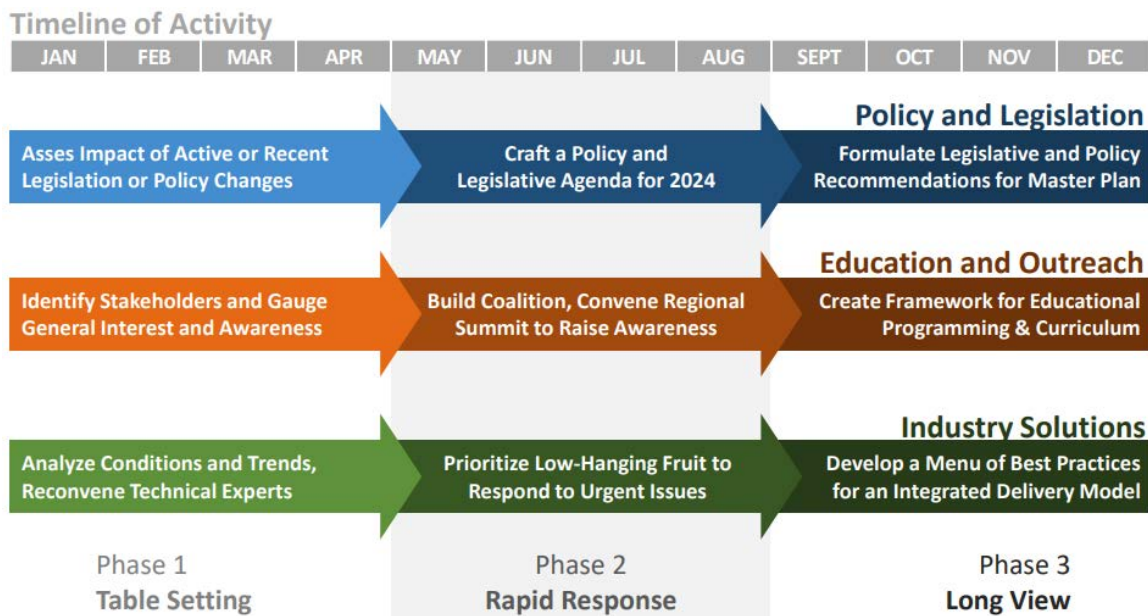 Timeline of Activity
JAN FEB MAR APR MAY JUN JUL AUG SEPT OCT NOV DEC
Policy and Legislation
Asses Impact of Active or Recent
Legislation or Policy Changes
Craft a Policy and
Legislative Agenda for 2024
Formulate Legislative and Policy
Recommendations for Master Plan
Education and Outreach
Identify Stakeholders and Gauge
General Interest and Awareness
Build Coalition, Convene Regional
Summit to Raise Awareness
Create Framework for Educational
Programming & Curriculum
Industry Solutions
Analyze Conditions and Trends,
Reconvene Technical Experts
Prioritize Low-Hanging Fruit to
Respond to Urgent Issues
Develop a Menu of Best Practices
for an Integrated Delivery Model
Phase 1
Table Setting
Phase 2
Rapid Response
Phase 3
Long View